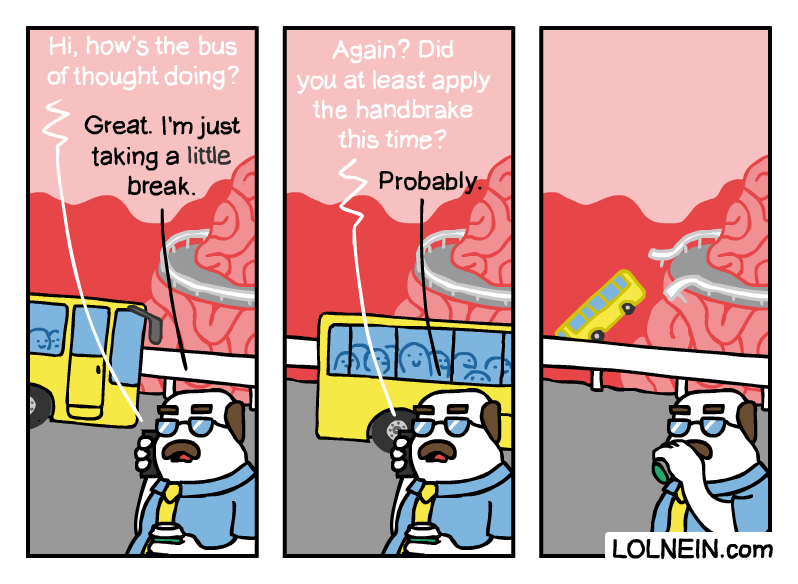 Hi, how's the bus
of thought doing?
Great. I'm just
taking a little
break.
Again? Did
you at least apply
the handbrake
this time?
Probably.
LOLNEIN.com